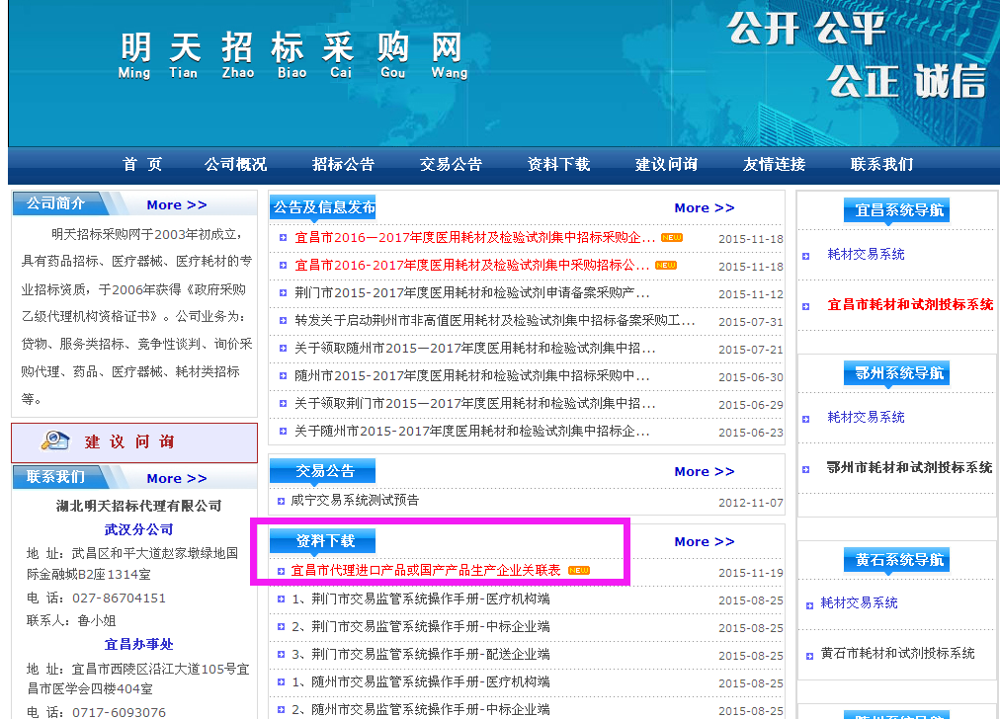 明天招标采购网
Ming Tian Zhao Biao Cai Gou Wang
公开 公平
公正 诚信
首 页 公司概况 招标公告 交易公告 资料下载 建议问询 友情连接 联系我们
公司简介 More >>
明天招标采购网于2003年初成立，
具有药品招标、医疗器械、医疗耗材的专
业招标资质，于2006年获得《政府采购
乙级代理机构资格证书》。公司业务为：
货物、服务类招标、竞争性谈判、询价采
购代理、药品、医疗器械、耗材类招标
等。
建 议 问 询
联系我们 More >>
湖北明天招标代理有限公司
武汉分公司
地 址：武昌区和平大道赵家墩绿地国
际金融城B2座1314室
电 话：027-86704151
联系人：鲁小姐
宜昌办事处
地 址：宜昌市西陵区沿江大道105号宜
昌市医学会四楼404室
电 话：0717-6093076
公告及信息发布 More >>
宜昌市2016—2017年度医用耗材及检验试剂集中招标采购企... NEW 2015-11-18
宜昌市2016-2017年度医用耗材及检验试剂集中采购招标公... NEW 2015-11-18
荆门市2015-2017年度医用耗材和检验试剂申请备案采购产... 2015-11-12
转发关于启动荆州市非高值医用耗材及检验试剂集中招标备案采购工... 2015-07-31
关于领取随州市2015—2017年度医用耗材和检验试剂集中招... 2015-07-21
随州市2015-2017年度医用耗材和检验试剂集中招标采购中... 2015-06-30
关于领取荆门市2015—2017年度医用耗材和检验试剂集中招... 2015-06-29
关于随州市2015-2017年度医用耗材和检验试剂集中招标企... 2015-06-23
交易公告 More >>
咸宁交易系统测试预告 2012-11-07
资料下载 More >>
宜昌市代理进口产品或国产产品生产企业关联表 NEW 2015-11-19
1、荆门市交易监管系统操作手册-医疗机构端 2015-08-25
2、荆门市交易监管系统操作手册-中标企业端 2015-08-25
3、荆门市交易监管系统操作手册-配送企业端 2015-08-25
1、随州市交易监管系统操作手册-医疗机构端 2015-08-25
2、随州市交易监管系统操作手册-中标企业端 2015-08-25
宜昌系统导航
耗材交易系统
宜昌市耗材和试剂投标系统
鄂州系统导航
耗材交易系统
鄂州市耗材和试剂投标系统
黄石系统导航
耗材交易系统
黄石市耗材和试剂投标系统